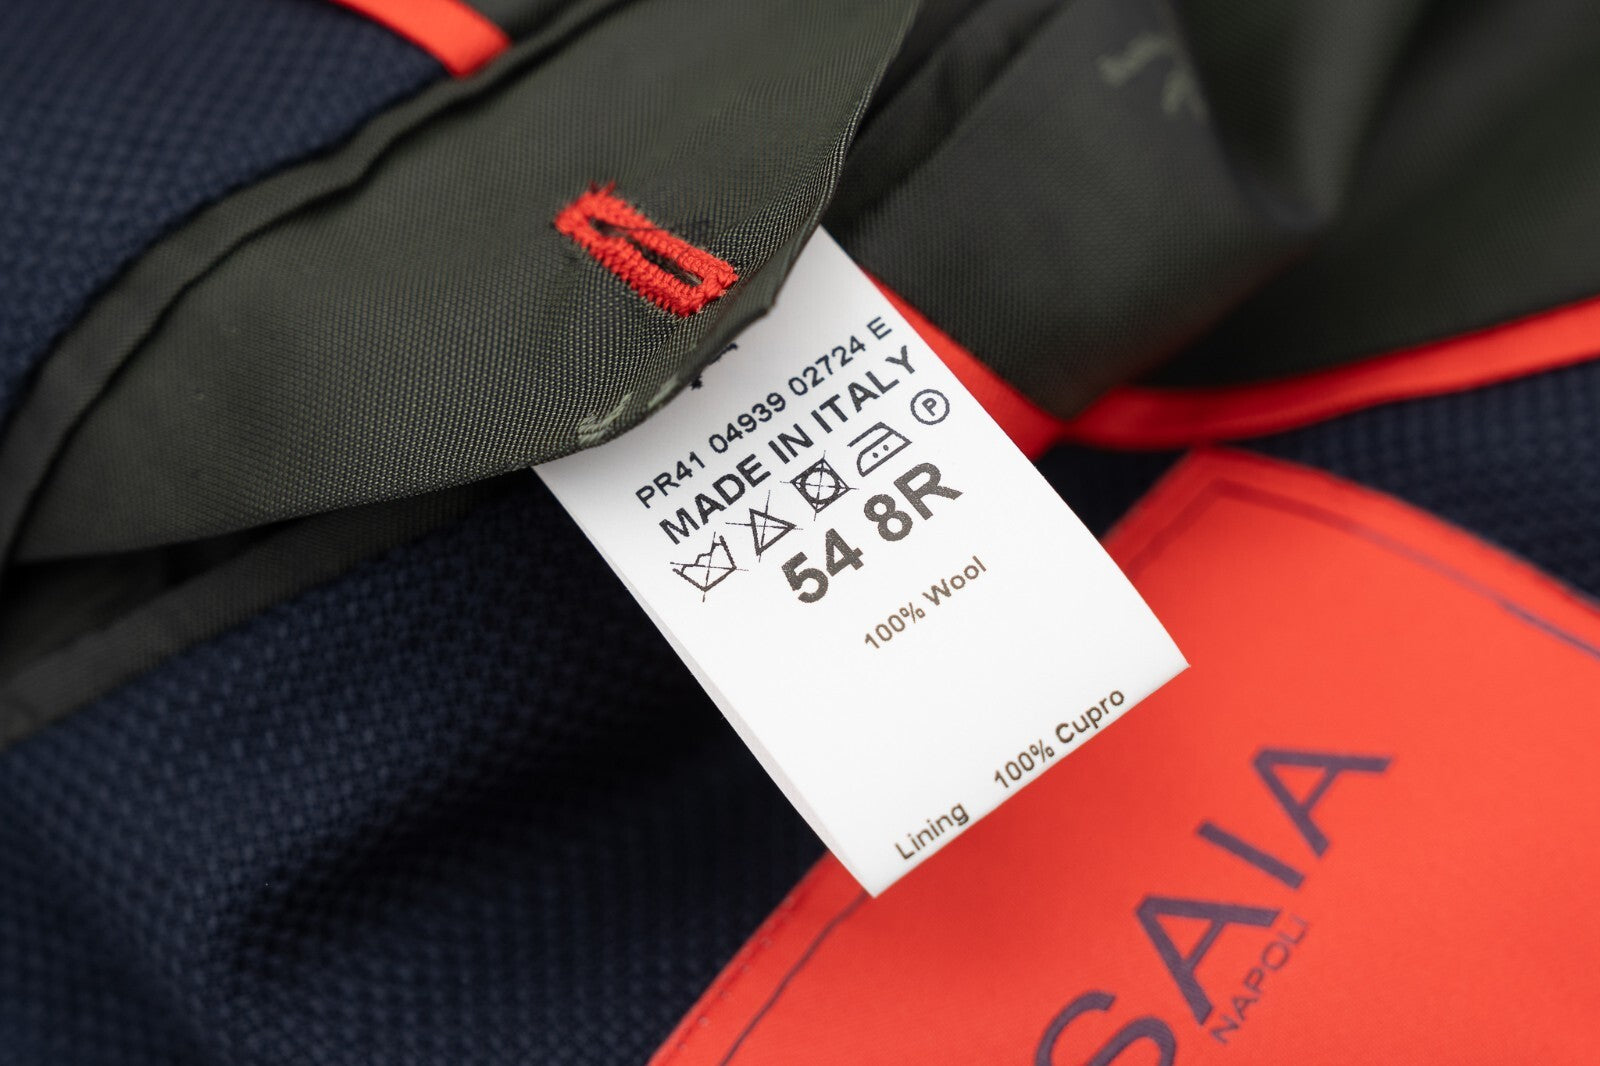 PR41 04939 02724 E
MADE IN ITALY
P
54 8R
100% Wool
Lining 100% Cupro
SAIA
NAPOLI